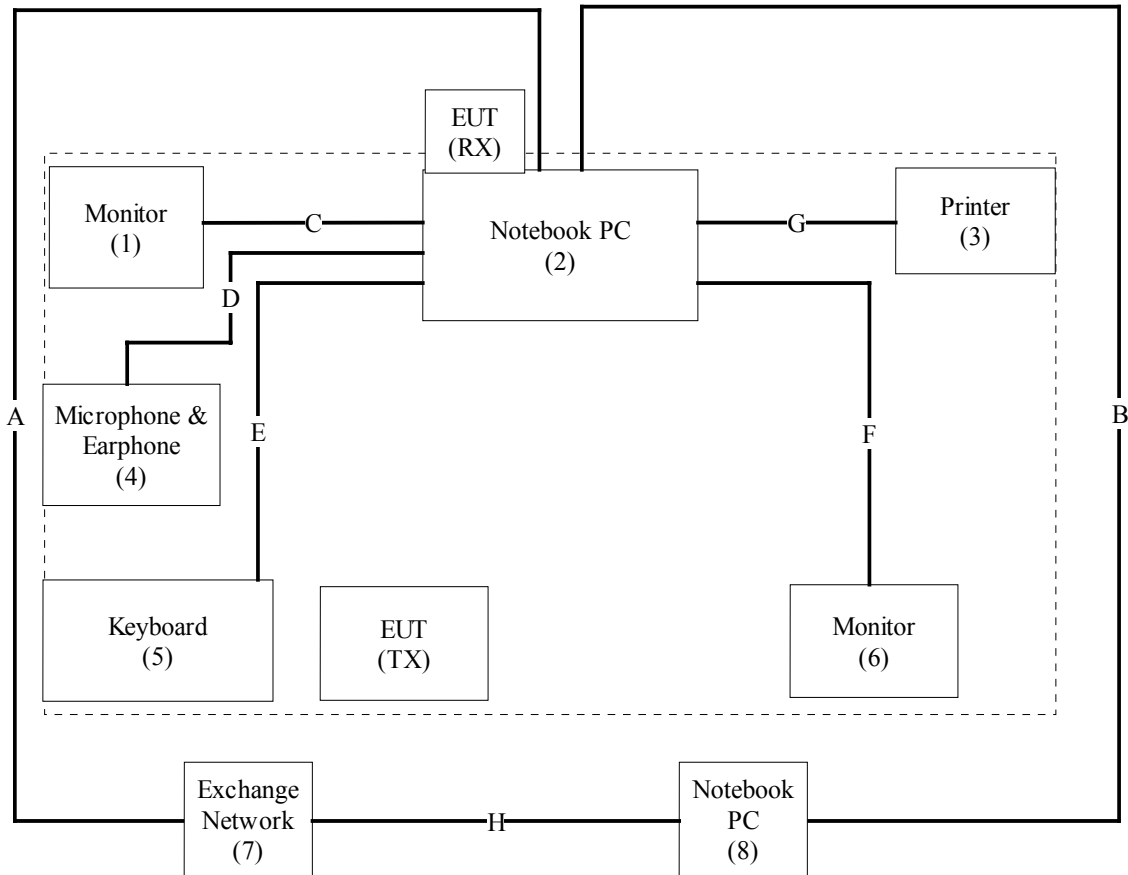 EUT
(RX)
Monitor
(1)
C
Notebook PC
(2)
G
Printer
(3)
D
A
Microphone &
Earphone
(4)
E
F
B
Keyboard
(5)
EUT
(TX)
Monitor
(6)
Exchange
Network
(7)
H
Notebook
PC
(8)